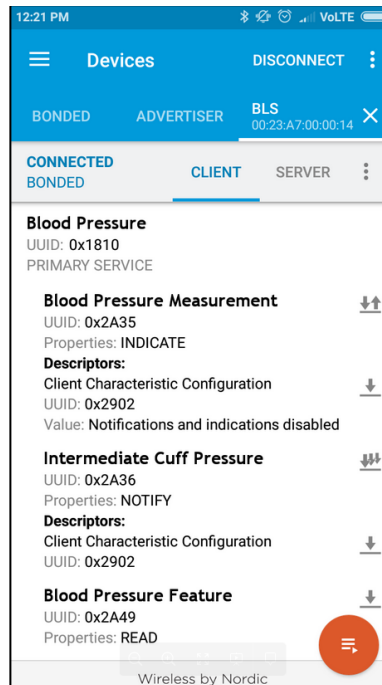 12:21 PM VoLTE
Devices DISCONNECT
BONDED ADVERTISER BLS
00:23:A7:00:00:14
CONNECTED
BONDED
CLIENT SERVER
Blood Pressure
UUID: 0x1810
PRIMARY SERVICE
Blood Pressure Measurement
UUID: 0x2A35
Properties: INDICATE
Descriptors:
Client Characteristic Configuration
UUID: 0x2902
Value: Notifications and indications disabled
Intermediate Cuff Pressure
UUID: 0x2A36
Properties: NOTIFY
Descriptors:
Client Characteristic Configuration
UUID: 0x2902
Blood Pressure Feature
UUID: 0x2A49
Properties: READ
Wireless by Nordic